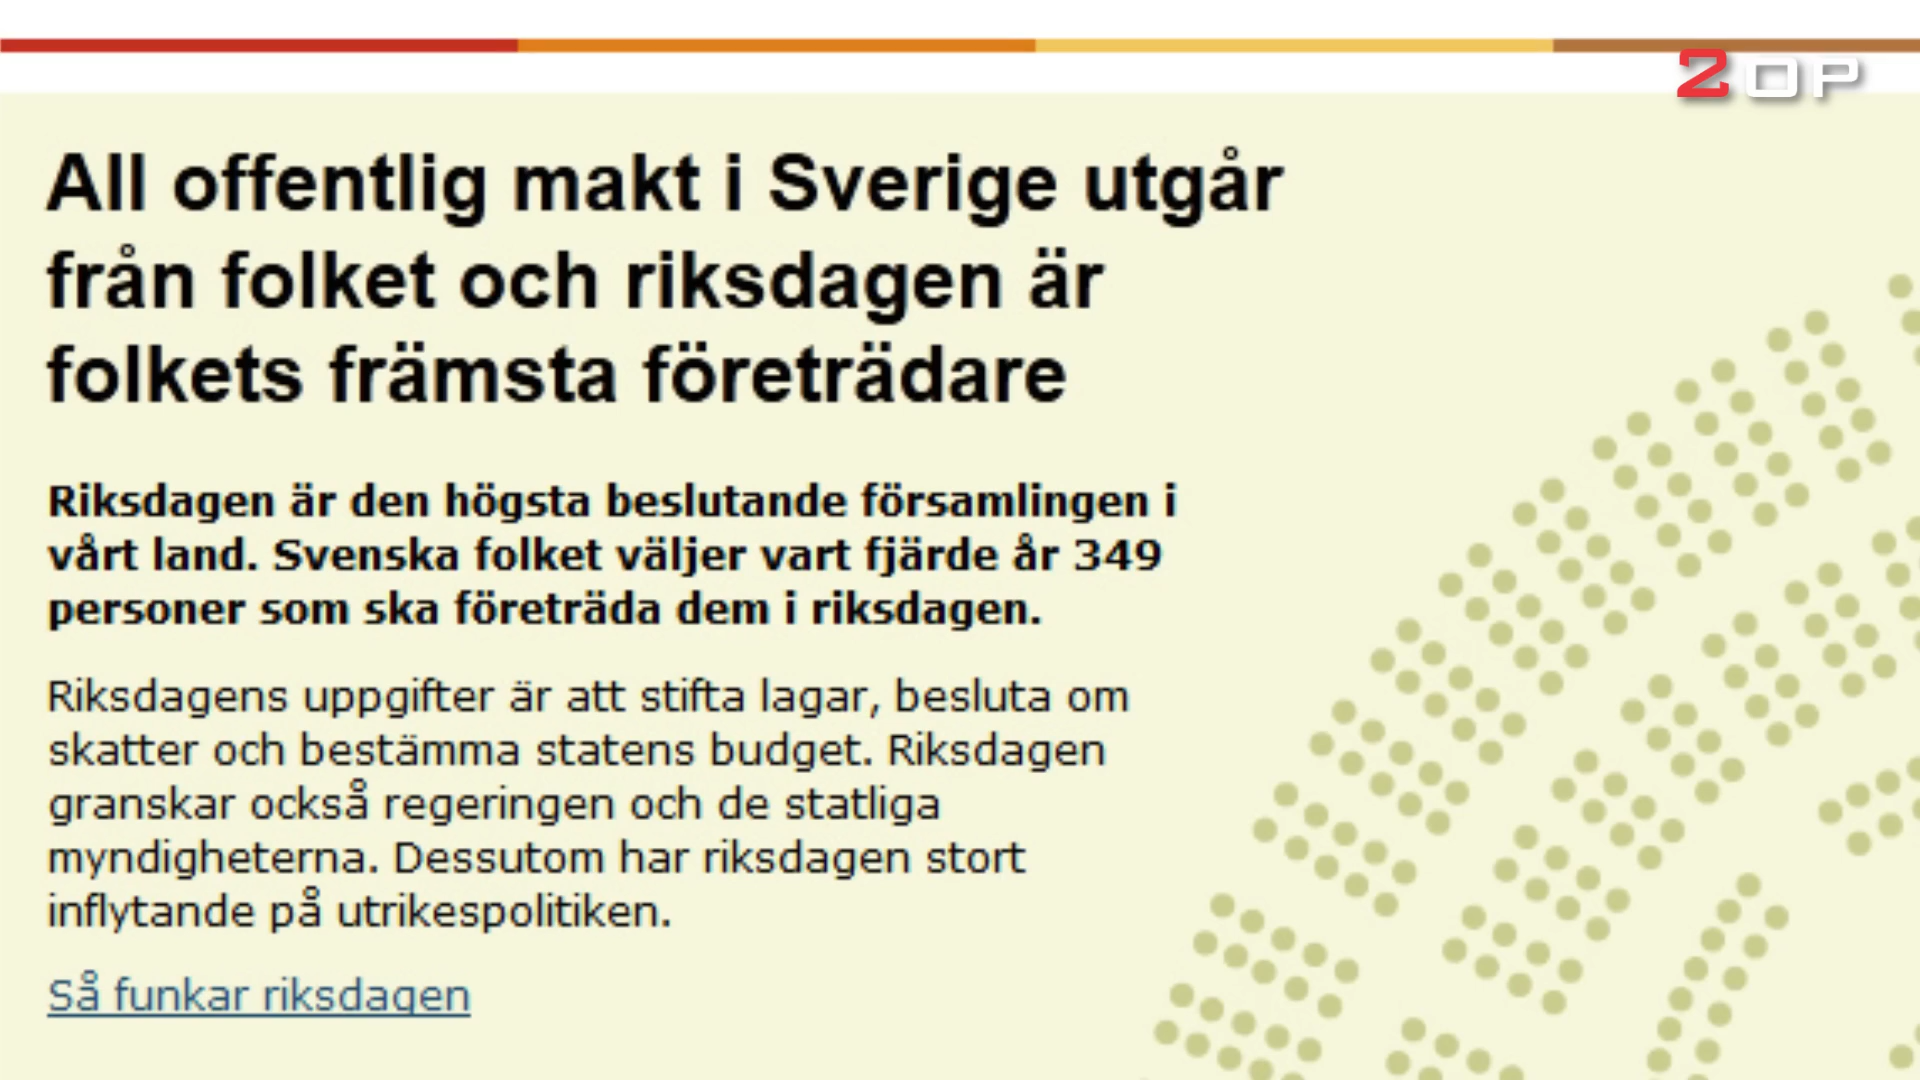 2OP
All offentlig makt i Sverige utgår
från folket och riksdagen är
folkets främsta företrädare
Riksdagen är den högsta beslutande församlingen i
vårt land. Svenska folket väljer vart fjärde år 349
personer som ska företräda dem i riksdagen.
Riksdagens uppgifter är att stifta lagar, besluta om
skatter och bestämma statens budget. Riksdagen
granskar också regeringen och de statliga
myndigheterna. Dessutom har riksdagen stort
inflytande på utrikespolitiken.
Så funkar riksdagen